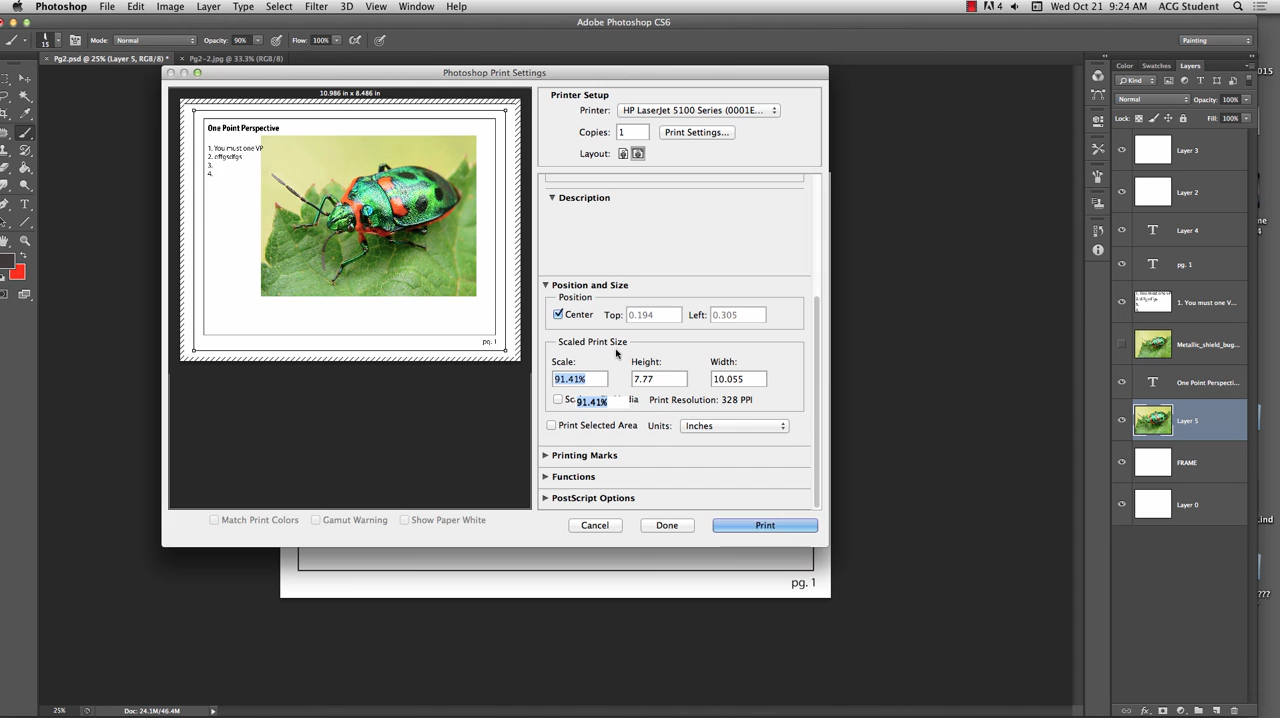 Photoshop File Edit Image Layer Type Select Filter 3D View Window Help 4 Wed Oct 21 9:24 AM ACG Student
Adobe Photoshop CS6
15 Mode: Normal Opacity: 90% Flow: 100% Painting
Pg2.psd @ 25% (Layer 5, RGB/8) * Pg2-2.jpg @ 33.3% (RGB/8)
Photoshop Print Settings
10.986 in x 8.486 in
One Point Perspective
1. You must one VP
2. dffgsdfgs
3.
4.
pg. 1
Match Print Colors Gamut Warning Show Paper White
Printer Setup
Printer: HP LaserJet 5100 Series (0001E...
Copies: 1 Print Settings...
Layout:
Description
Position and Size
Position
Center Top: 0.194 Left: 0.305
Scaled Print Size
Scale: Height: Width:
91.41% 7.77 10.055
Sc 91.41% dia Print Resolution: 328 PPI
Print Selected Area Units: Inches
Printing Marks
Functions
PostScript Options
Cancel Done Print
pg. 1
Color Swatches Layers
Kind
Normal Opacity: 100%
Lock: Fill: 100%
Layer 3
Layer 2
T Layer 4
T pg. 1
1. You must one V...
Metallic_shield_bug...
T One Point Perspecti...
Layer 5
FRAME
Layer 0
015
ne
4
.ind
???
25% Doc: 24.1M/46.4M